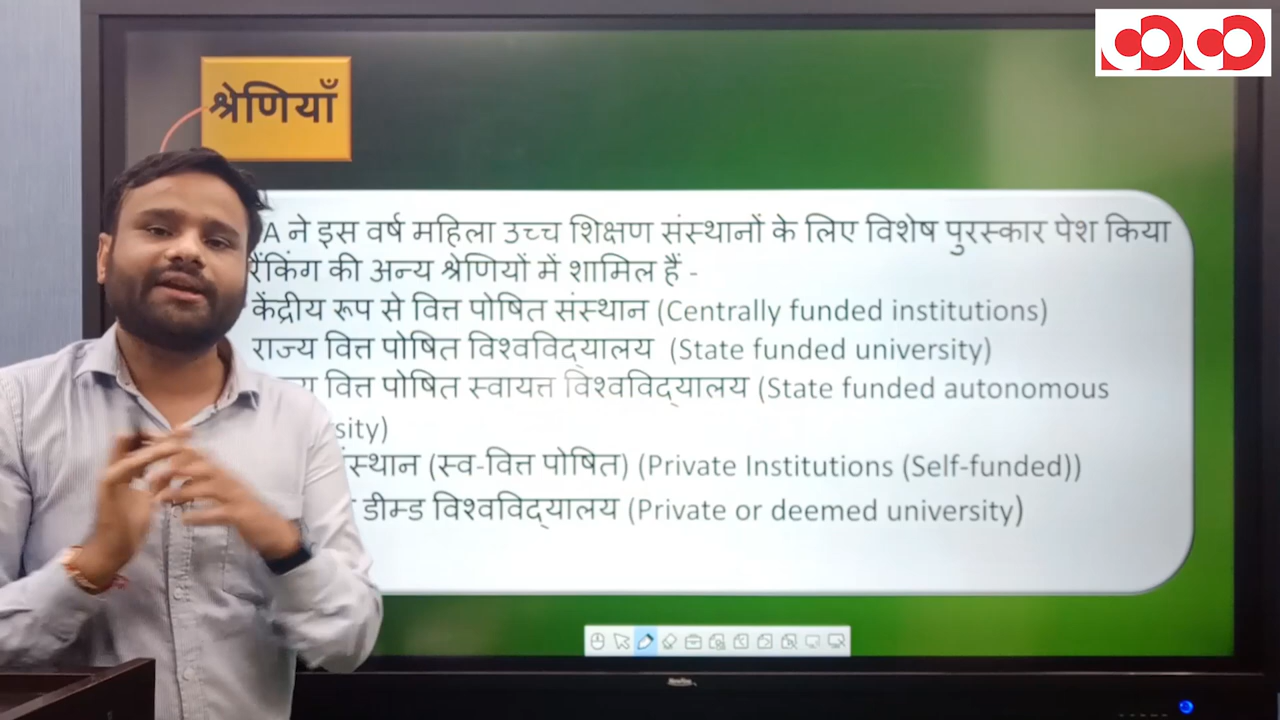 श्रेणियाँ
ने इस वर्ष महिला उच्च शिक्षण संस्थानों के लिए विशेष पुरस्कार पेश किया
रैंकिंग की अन्य श्रेणियों में शामिल हैं -
केंद्रीय रूप से वित्त पोषित संस्थान (Centrally funded institutions)
राज्य वित्त पोषित विश्वविद्यालय (State funded university)
वित्त पोषित स्वायत्त विश्वविद्यालय (State funded autonomous
(स्व-वित्त पोषित) (Private Institutions (Self-funded))
डीम्ड विश्वविद्यालय (Private or deemed university)